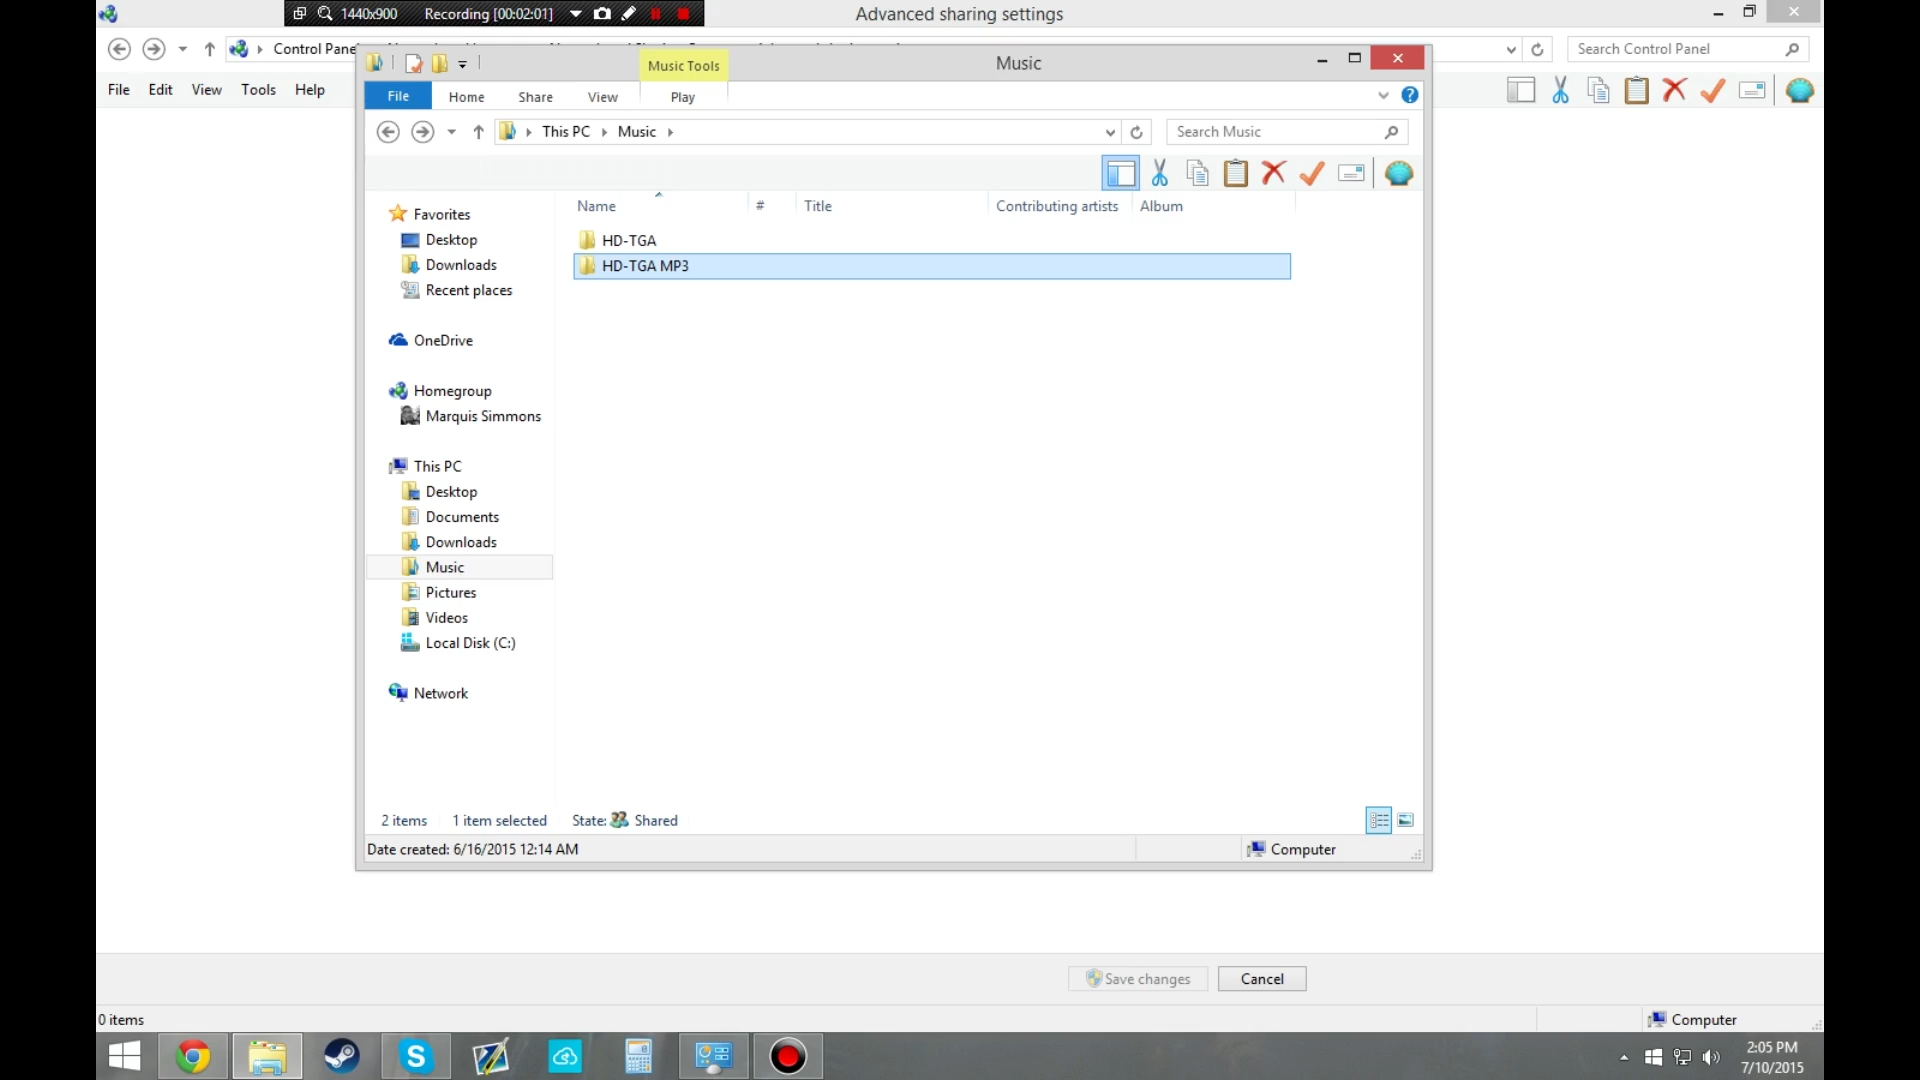 1440x900 Recording [00:02:01]
Advanced sharing settings
Control Pane
Search Control Panel
File Edit View Tools Help
Music Tools
Music
File Home Share View Play
This PC Music
Search Music
Name # Title Contributing artists Album
Favorites
Desktop
Downloads
Recent places
OneDrive
Homegroup
Marquis Simmons
This PC
Desktop
Documents
Downloads
Music
Pictures
Videos
Local Disk (C:)
Network
HD-TGA
HD-TGA MP3
2 items 1 item selected State: Shared
Date created: 6/16/2015 12:14 AM
Computer
Save changes Cancel
0 items
Computer
2:05 PM
7/10/2015